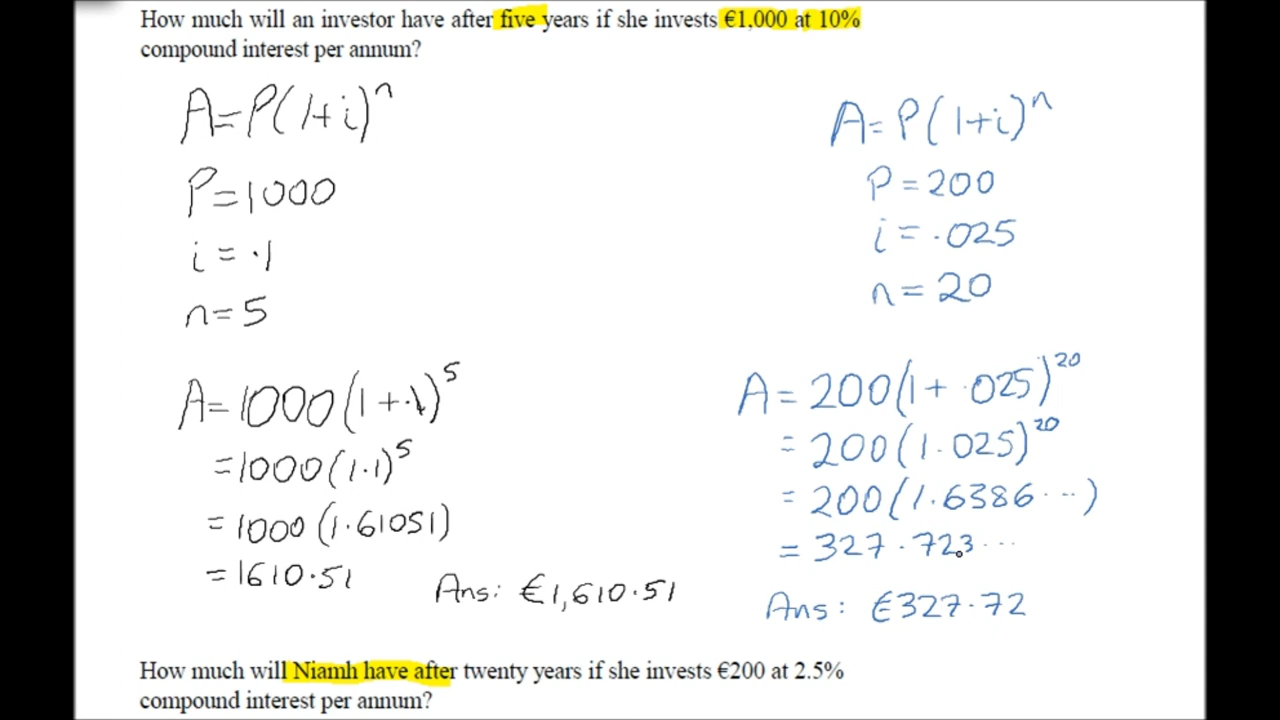 How much will an investor have after five years if she invests €1,000 at 10%
compound interest per annum?
A=P(1+i)^n
P=1000
i=·1
n=5
A=1000(1+·1)^5
=1000(1·1)^5
=1000(1·61051)
=1610·51
Ans: €1,610·51
A=P(1+i)^n
P=200
i=·025
n=20
A=200(1+·025)^20
=200(1·025)^20
=200(1·6386···)
=327·723···
Ans: €327·72
How much will Niamh have after twenty years if she invests €200 at 2.5%
compound interest per annum?